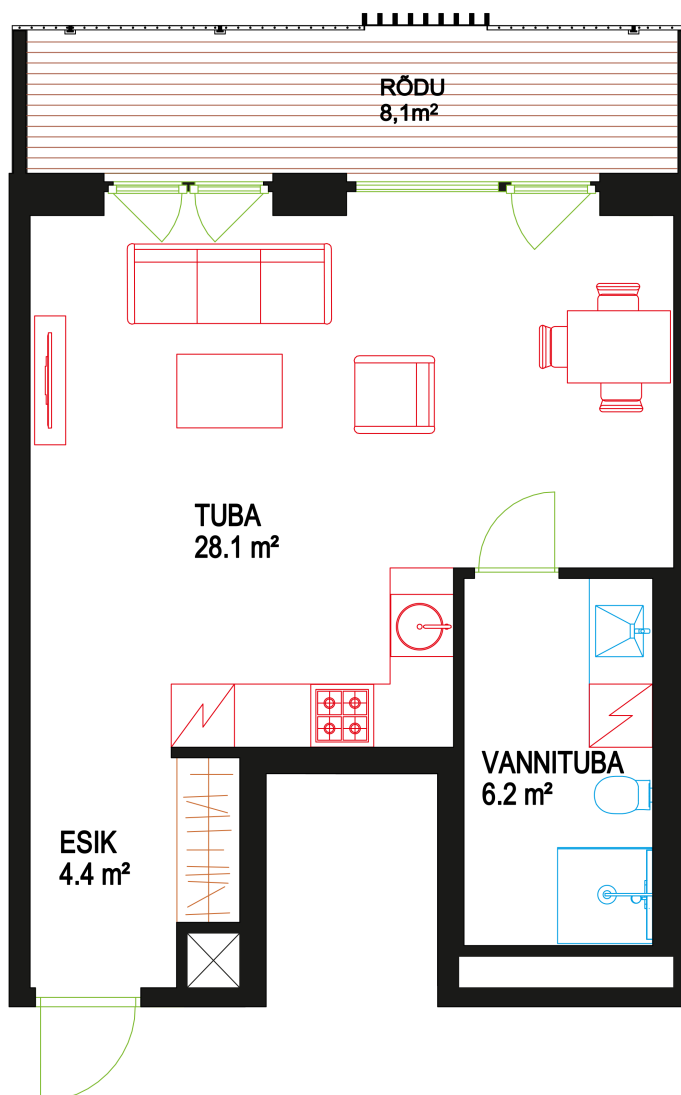 RÕDU
8,1m²
TUBA
28.1 m²
VANNITUBA
6.2 m²
ESIK
4.4 m²